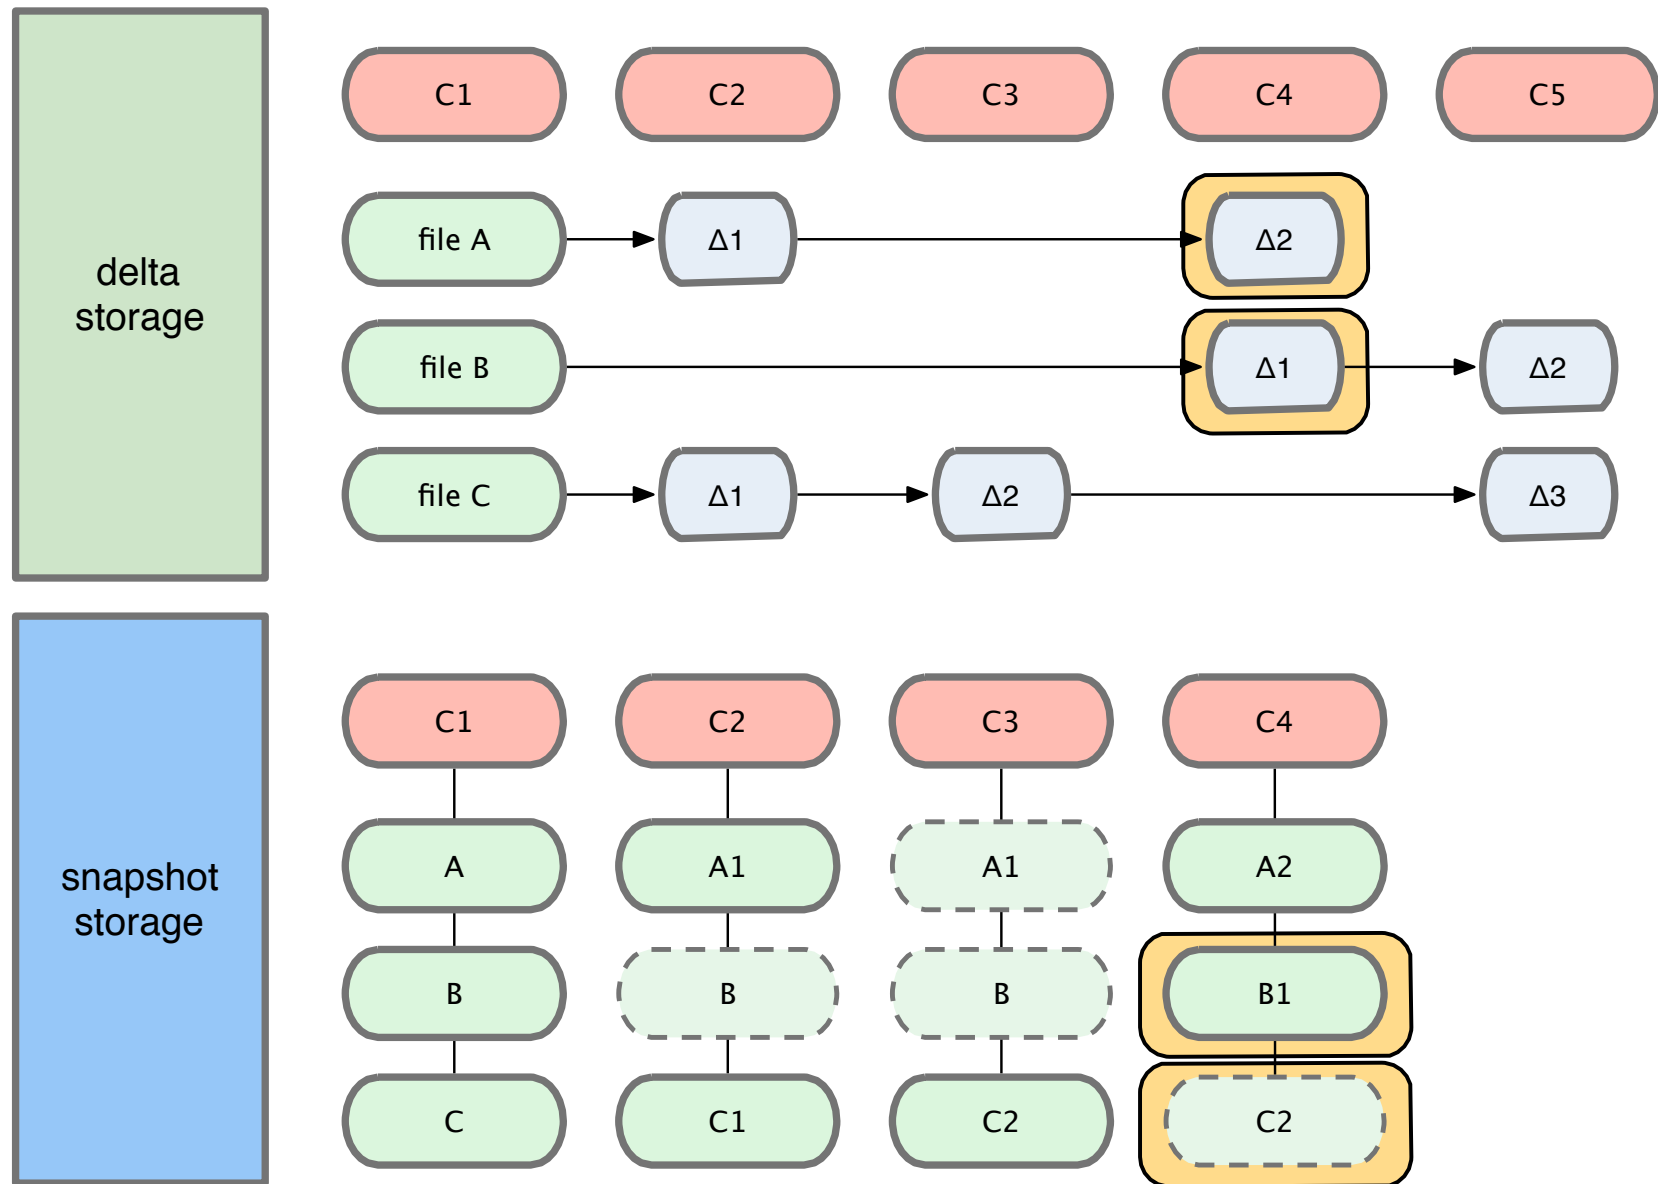 delta
storage
C1 C2 C3 C4 C5
file A Δ1 Δ2
file B Δ1 Δ2
file C Δ1 Δ2 Δ3
snapshot
storage
C1 C2 C3 C4
A A1 A1 A2
B B B B1
C C1 C2 C2